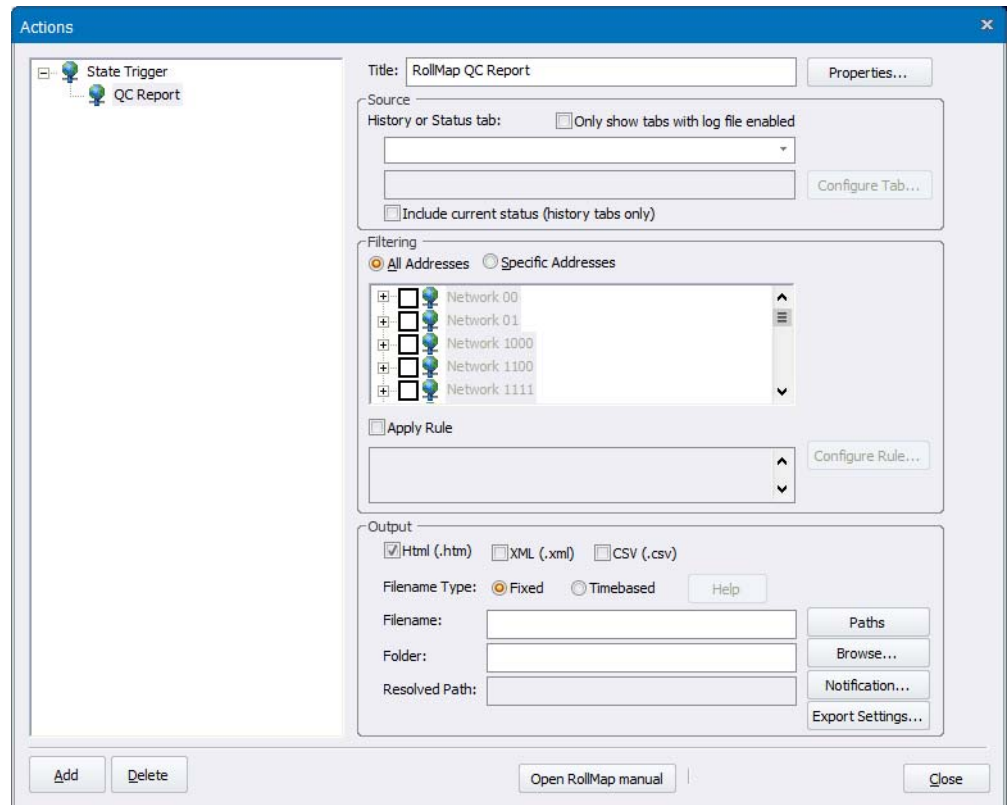 Actions
State Trigger
QC Report
Title: RollMap QC Report
Properties...
Source
History or Status tab:
Only show tabs with log file enabled
Configure Tab...
Include current status (history tabs only)
Filtering
All Addresses
Specific Addresses
Network 00
Network 01
Network 1000
Network 1100
Network 1111
Apply Rule
Configure Rule...
Output
Html (.htm)
XML (.xml)
CSV (.csv)
Filename Type:
Fixed
Timebased
Help
Filename:
Paths
Folder:
Browse...
Resolved Path:
Notification...
Export Settings...
Add
Delete
Open RollMap manual
Close